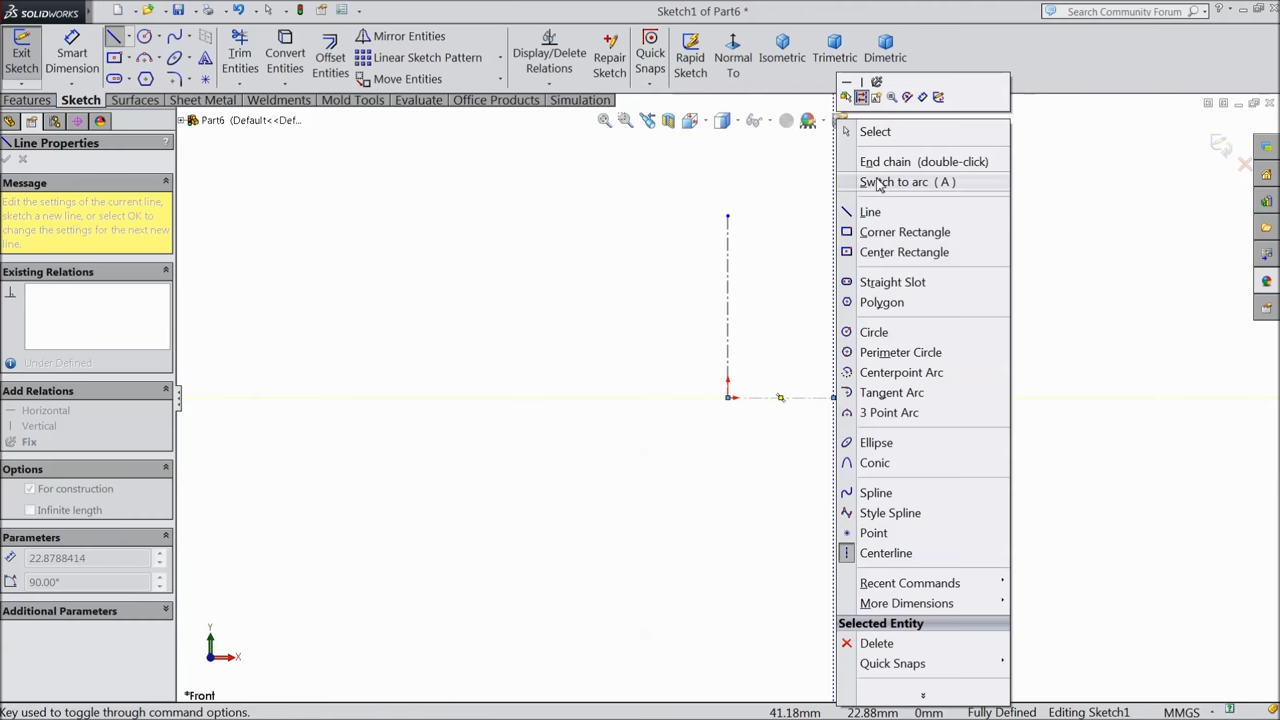 SOLIDWORKS
Sketch1 of Part6 *
Search Community Forum
Exit Sketch
Smart Dimension
Trim Entities
Convert Entities
Offset Entities
Mirror Entities
Linear Sketch Pattern
Move Entities
Display/Delete Relations
Repair Sketch
Quick Snaps
Rapid Sketch
Normal To
Isometric
Trimetric
Dimetric
Features
Sketch
Surfaces
Sheet Metal
Weldments
Mold Tools
Evaluate
Office Products
Simulation
Part6 (Default<<Def...
Line Properties
Message
Edit the settings of the current line, sketch a new line, or select OK to change the settings for the next new line.
Existing Relations
Under Defined
Add Relations
Horizontal
Vertical
Fix
Options
For construction
Infinite length
Parameters
22.8788414
90.00°
Additional Parameters
Select
End chain (double-click)
Switch to arc ( A )
Line
Corner Rectangle
Center Rectangle
Straight Slot
Polygon
Circle
Perimeter Circle
Centerpoint Arc
Tangent Arc
3 Point Arc
Ellipse
Conic
Spline
Style Spline
Point
Centerline
Recent Commands
More Dimensions
Selected Entity
Delete
Quick Snaps
Y
X
*Front
Key used to toggle through command options.
41.18mm
22.88mm
0mm
Fully Defined
Editing Sketch1
MMGS